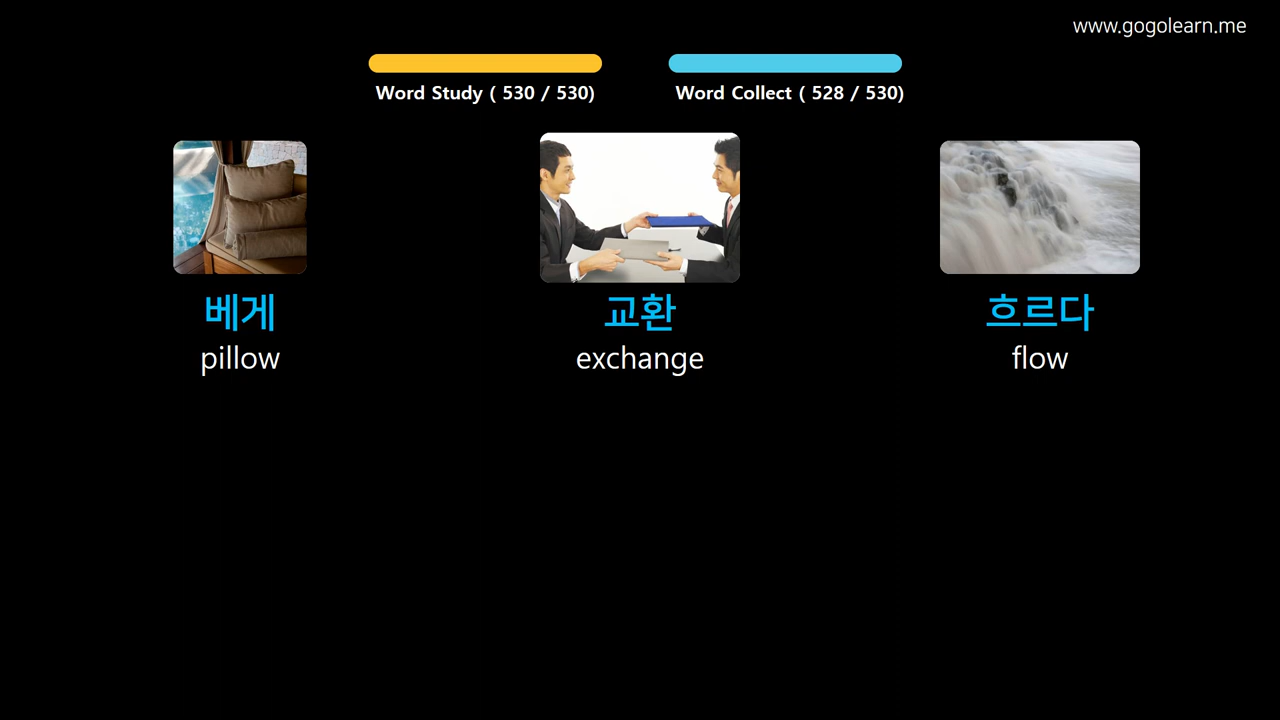 www.gogolearn.me
Word Study ( 530 / 530)
Word Collect ( 528 / 530)
베게
pillow
교환
exchange
흐르다
flow